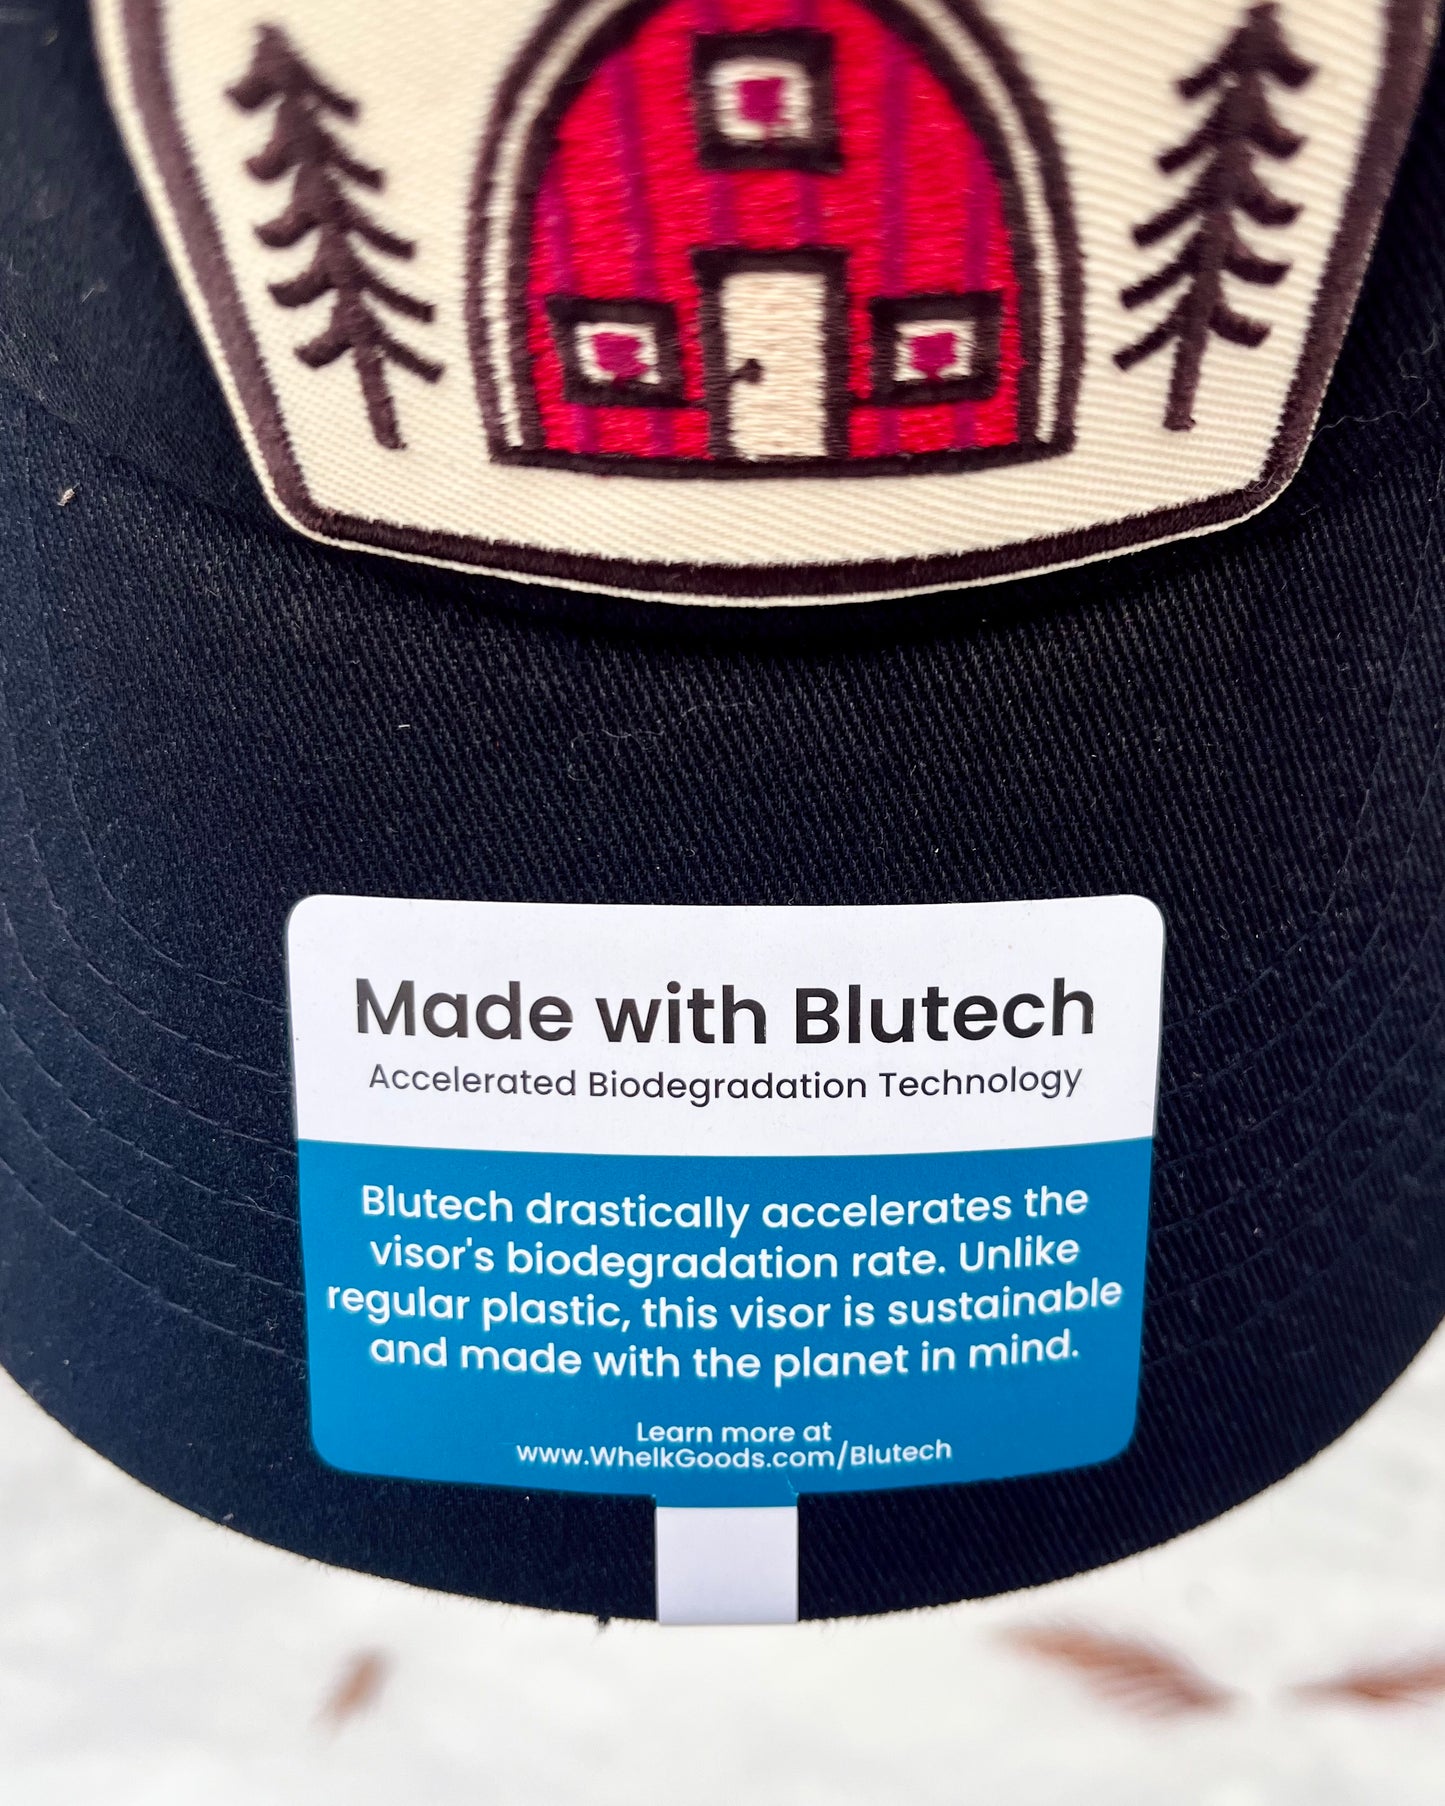 Made with Blutech
Accelerated Biodegradation Technology
Blutech drastically accelerates the
visor's biodegradation rate. Unlike
regular plastic, this visor is sustainable
and made with the planet in mind.
Learn more at
www.WhelkGoods.com/Blutech